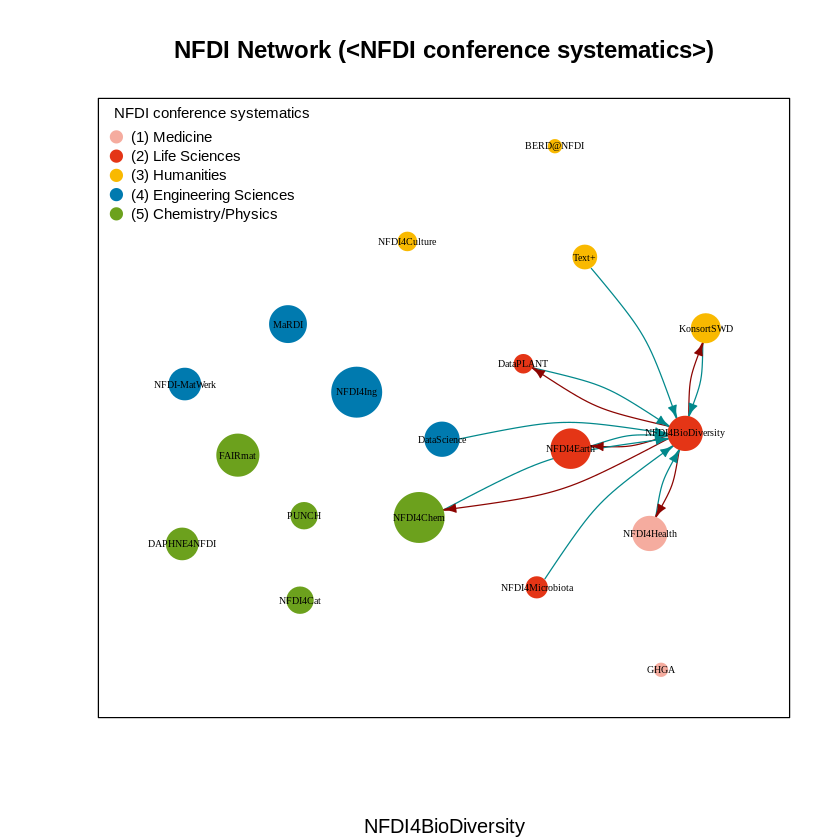 NFDI Network (<NFDI conference systematics>)
NFDI conference systematics
(1) Medicine
(2) Life Sciences
(3) Humanities
(4) Engineering Sciences
(5) Chemistry/Physics
BERD@NFDI
NFDI4Culture
Text+
MaRDI
KonsortSWD
DataPLANT
NFDI-MatWerk
NFDI4Ing
NFDI4BioDiversity
DataScience
NFDI4Earth
FAIRmat
PUNCH
NFDI4Chem
NFDI4Health
DAPHNE4NFDI
NFDI4Microbiota
NFDI4Cat
GHGA
NFDI4BioDiversity